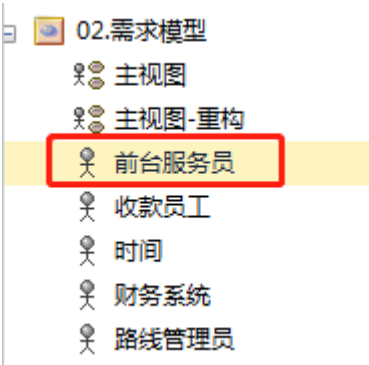 02.需求模型
主视图
主视图-重构
前台服务员
收款员工
时间
财务系统
路线管理员